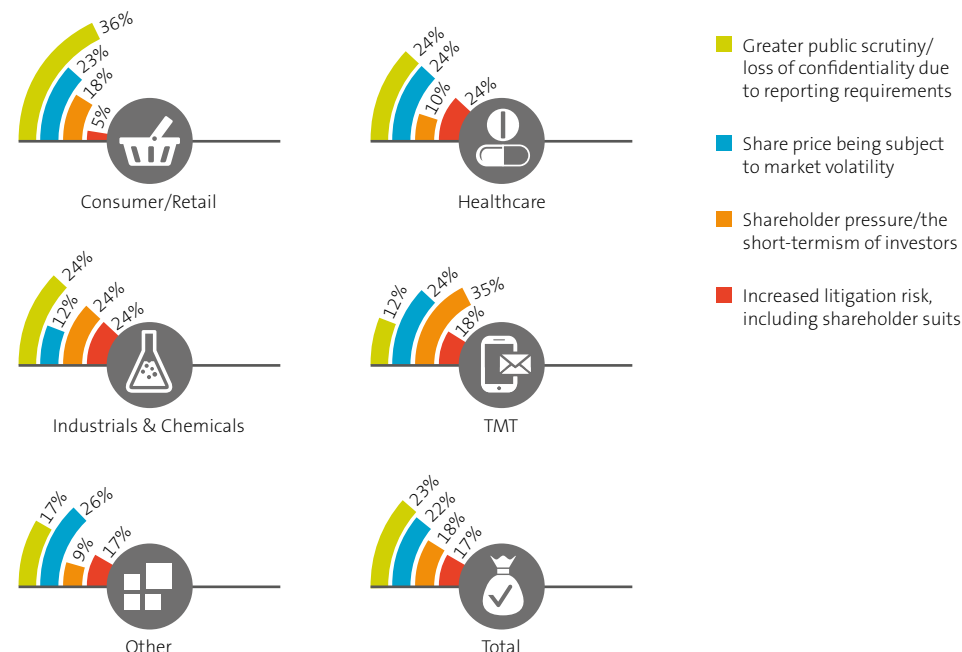 36%
23%
18%
5%
Consumer/Retail
24%
24%
10%
24%
Healthcare
Greater public scrutiny/
loss of confidentiality due
to reporting requirements
Share price being subject
to market volatility
Shareholder pressure/the
short-termism of investors
Increased litigation risk,
including shareholder suits
24%
12%
24%
24%
Industrials & Chemicals
12%
24%
35%
18%
TMT
17%
26%
9%
17%
Other
23%
22%
18%
17%
Total